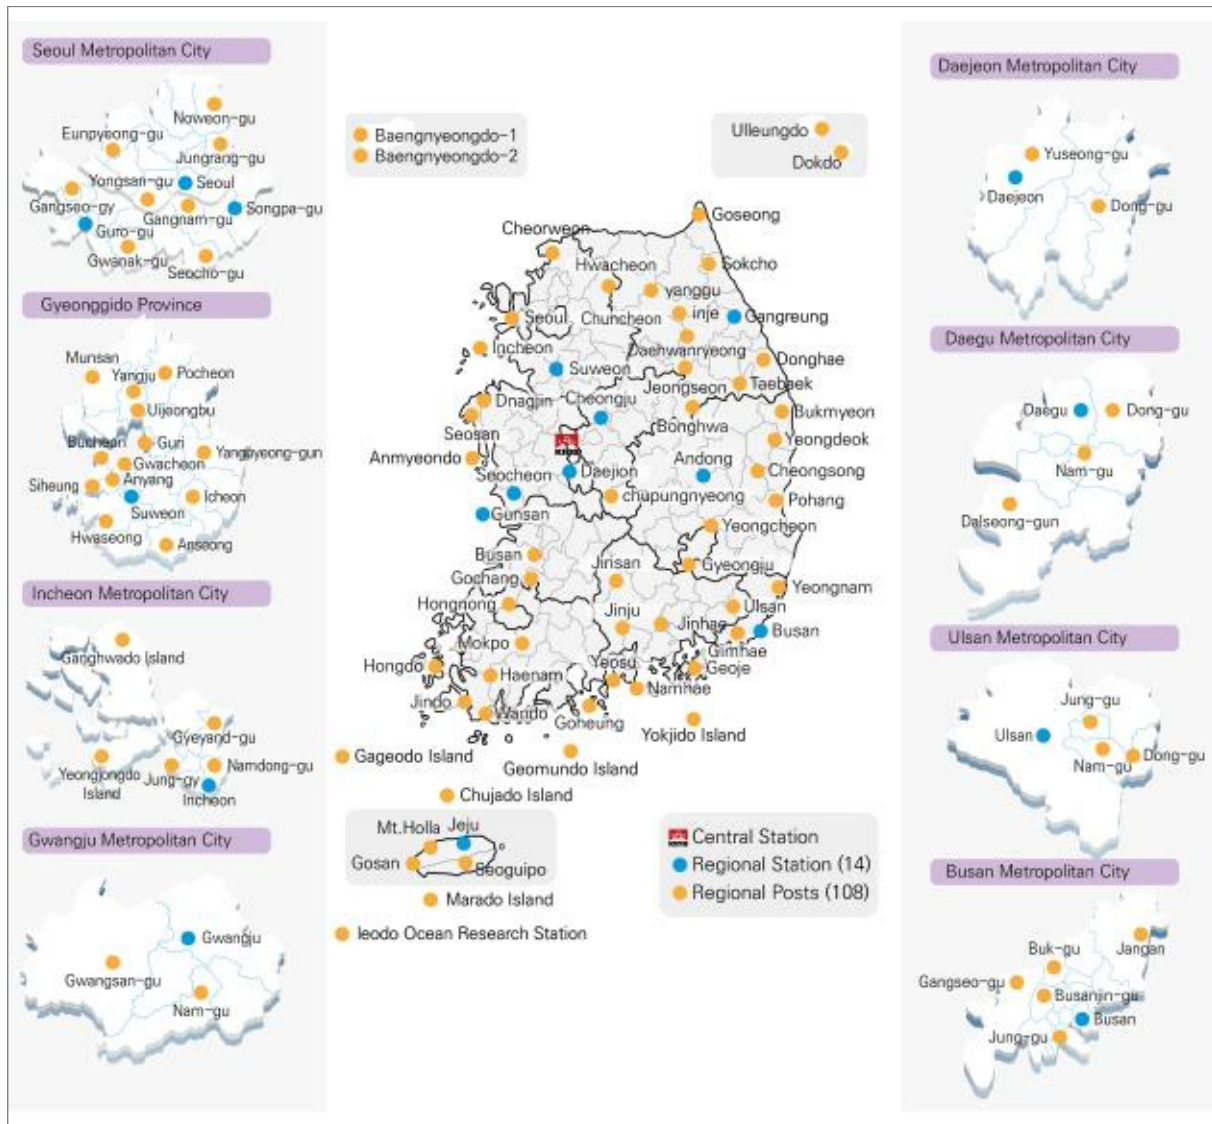 Seoul Metropolitan City
Noweon-gu
Eunpyeong-gu
Jungrang-gu
Yongsan-gu
Seoul
Gangseo-gy
Gangnam-gu
Songpa-gu
Guro-gu
Gwanak-gu
Seocho-gu
Gyeonggido Province
Munsan
Pocheon
Yangju
Uijeongbu
Bucheon
Guri
Yangpyeong-gun
Gwacheon
Anyang
Siheung
Icheon
Suweon
Hwaseong
Anseong
Incheon Metropolitan City
Ganghwado Island
Gyeyand-gu
Yeongjongdo
Island
Jung-gy
Namdong-gu
Incheon
Gwangju Metropolitan City
Gwangju
Gwangsan-gu
Nam-gu
Baengnyeongdo-1
Baengnyeongdo-2
Ulleungdo
Dokdo
Goseong
Cheorweon
Hwacheon
Sokcho
yanggu
Seoul
Chuncheon
inje
Gangreung
Incheon
Daehwanryeong
Donghae
Suweon
Jeongseon
Taebaek
Dnagjin
Cheongju
Bukmyeon
Seosan
Bonghwa
Yeongdeok
Anmyeondo
Seocheon
Daejion
Andong
Cheongsong
chupungnyeong
Pohang
Gunsan
Yeongcheon
Busan
Jirisan
Gyeongju
Gochang
Yeongnam
Hongnong
Jinju
Jinhae
Ulsan
Busan
Mokpo
Gimhae
Hongdo
Haenam
Yeosu
Geoje
Namhae
Jindo
Wando
Goheung
Yokjido Island
Gageodo Island
Geomundo Island
Chujado Island
Mt.Holla
Jeju
Gosan
Seoguipo
Marado Island
Ieodo Ocean Research Station
Central Station
Regional Station (14)
Regional Posts (108)
Daejeon Metropolitan City
Yuseong-gu
Daejeon
Dong-gu
Daegu Metropolitan City
Daegu
Dong-gu
Nam-gu
Dalseong-gun
Ulsan Metropolitan City
Jung-gu
Ulsan
Nam-gu
Dong-gu
Busan Metropolitan City
Buk-gu
Jangan
Gangseo-gu
Busanjin-gu
Busan
Jung-gu